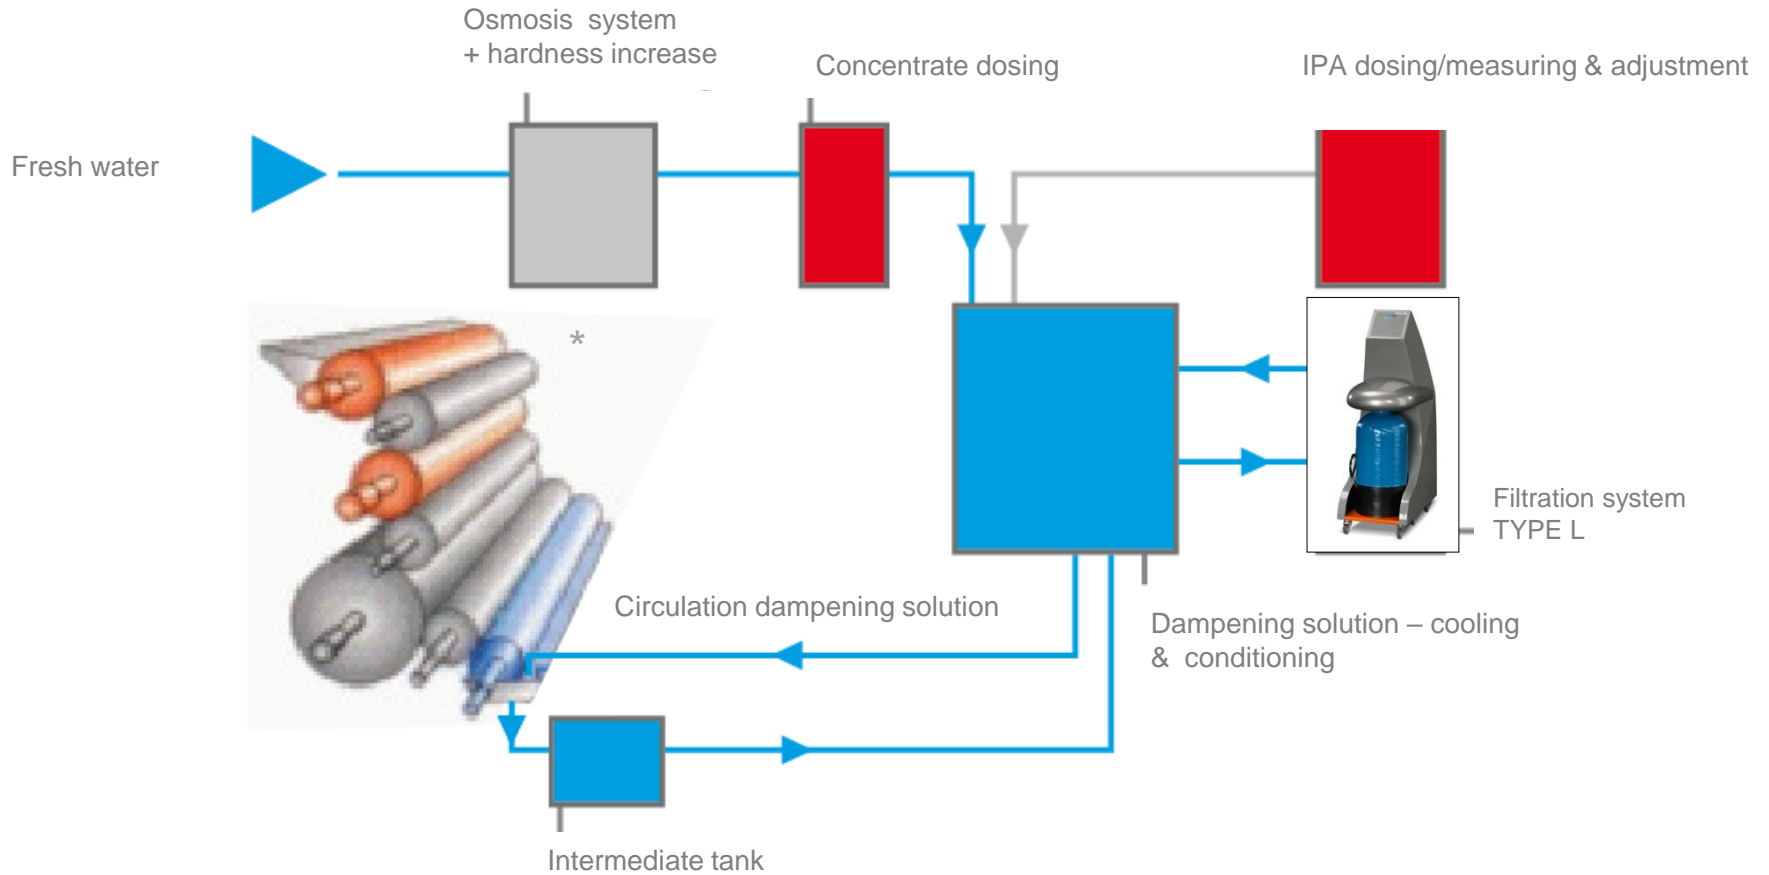 Osmosis system
+ hardness increase
Concentrate dosing
IPA dosing/measuring & adjustment
Fresh water
*
Filtration system
TYPE L
Circulation dampening solution
Dampening solution – cooling
& conditioning
Intermediate tank